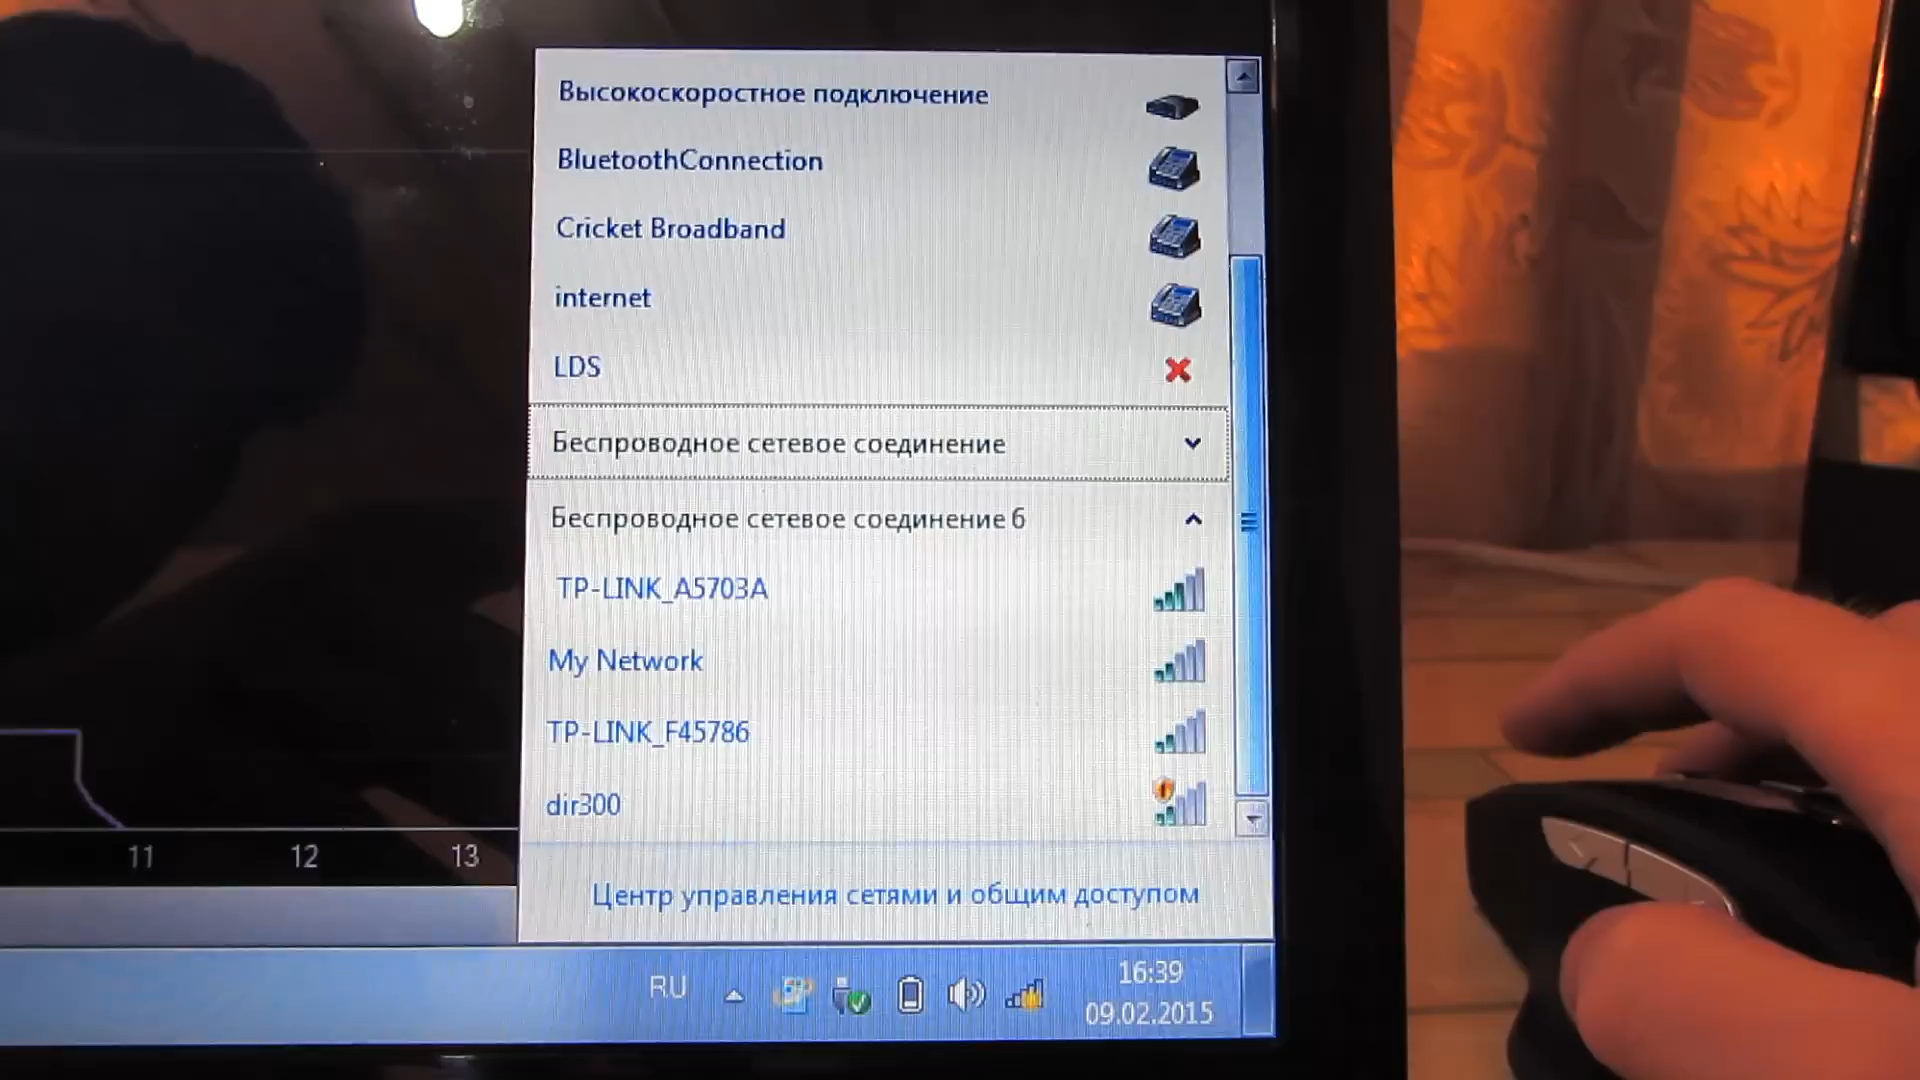 Высокоскоростное подключение
BluetoothConnection
Cricket Broadband
internet
LDS
Беспроводное сетевое соединение
Беспроводное сетевое соединение 6
TP-LINK_A5703A
My Network
TP-LINK_F45786
dir300
11 12 13
Центр управления сетями и общим доступом
RU
16:39
09.02.2015